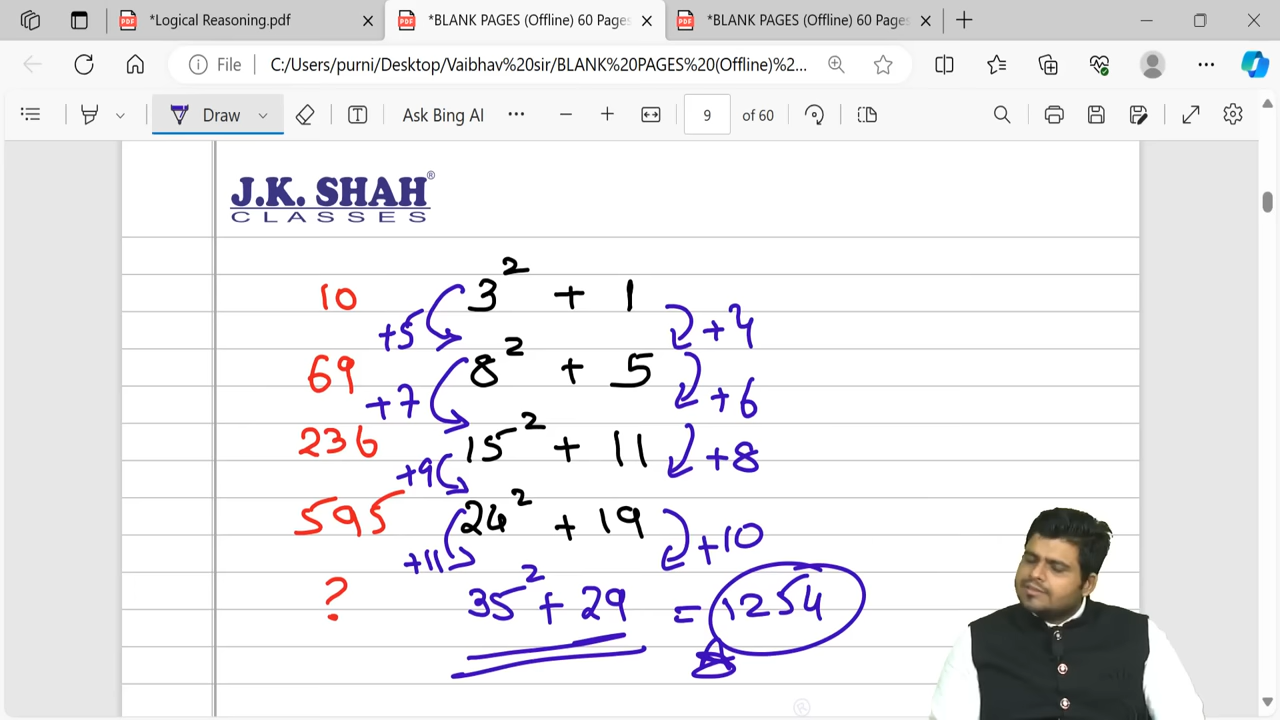 *Logical Reasoning.pdf
*BLANK PAGES (Offline) 60 Pages
*BLANK PAGES (Offline) 60 Pages
File C:/Users/purni/Desktop/Vaibhav%20sir/BLANK%20PAGES%20(Offline)%2...
Draw Ask Bing AI 9 of 60
J.K. SHAH®
CLASSES
10 3² + 1
+5 +4
69 8² + 5
+7 +6
236 15² + 11
+9 +8
595 24² + 19
+11 +10
? 35² + 29 = 1254
A